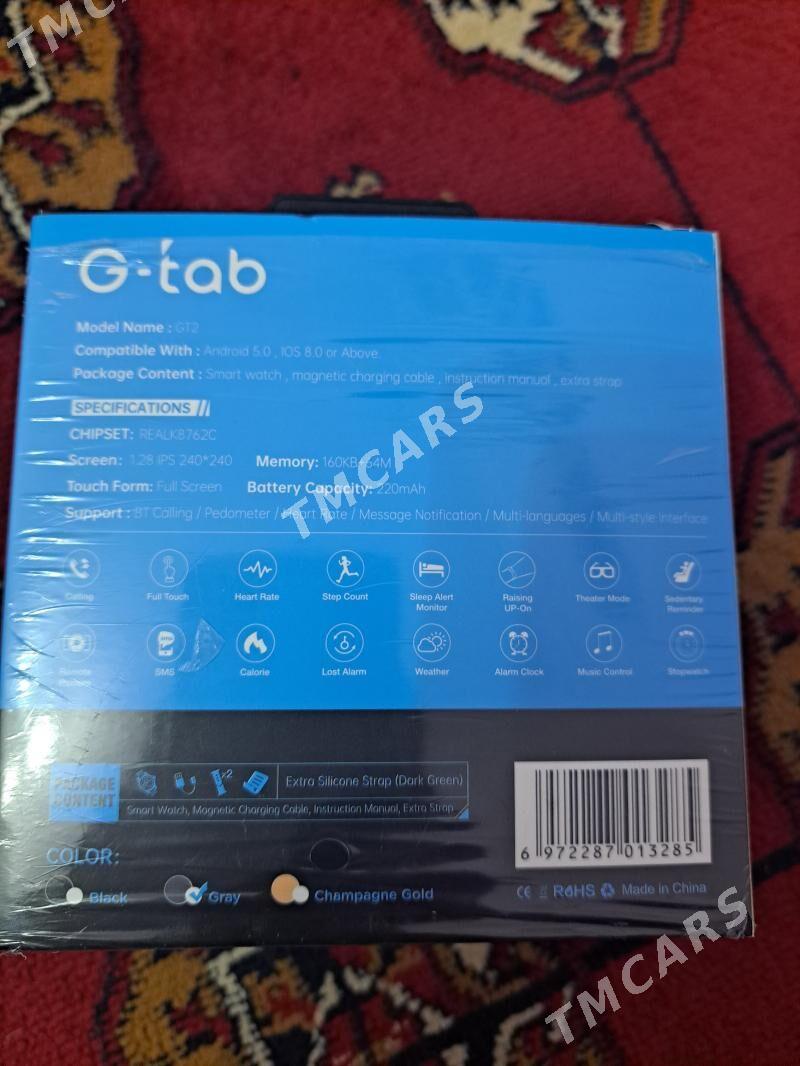 TMCARS
G-tab
Model Name : GT2
Compatible With : Android 5.0 , IOS 8.0 or Above.
Package Content : Smart watch , magnetic charging cable , instruction manual , extra strap
SPECIFICATIONS
CHIPSET: REALK8762C
Screen: 1.28 IPS 240*240 Memory: 160KB+64M
Touch Form: Full Screen Battery Capacity: 220mAh
TMCARS
Support : BT Calling / Pedometer / Heart Rate / Message Notification / Multi-languages / Multi-style Interface
Calling Full Touch Heart Rate Step Count Sleep Alert Monitor Raising UP-On Theater Mode Sedentary Reminder
Remote SMS Calorie Lost Alarm Weather Alarm Clock Music Control Stopwatch
PACKAGE CONTENT
x2
Extra Silicone Strap (Dark Green)
Smart Watch, Magnetic Charging Cable, Instruction Manual, Extra Strap
6 972287 013285
COLOR:
Black Gray Champagne Gold
CE RoHS Made in China
TMCARS